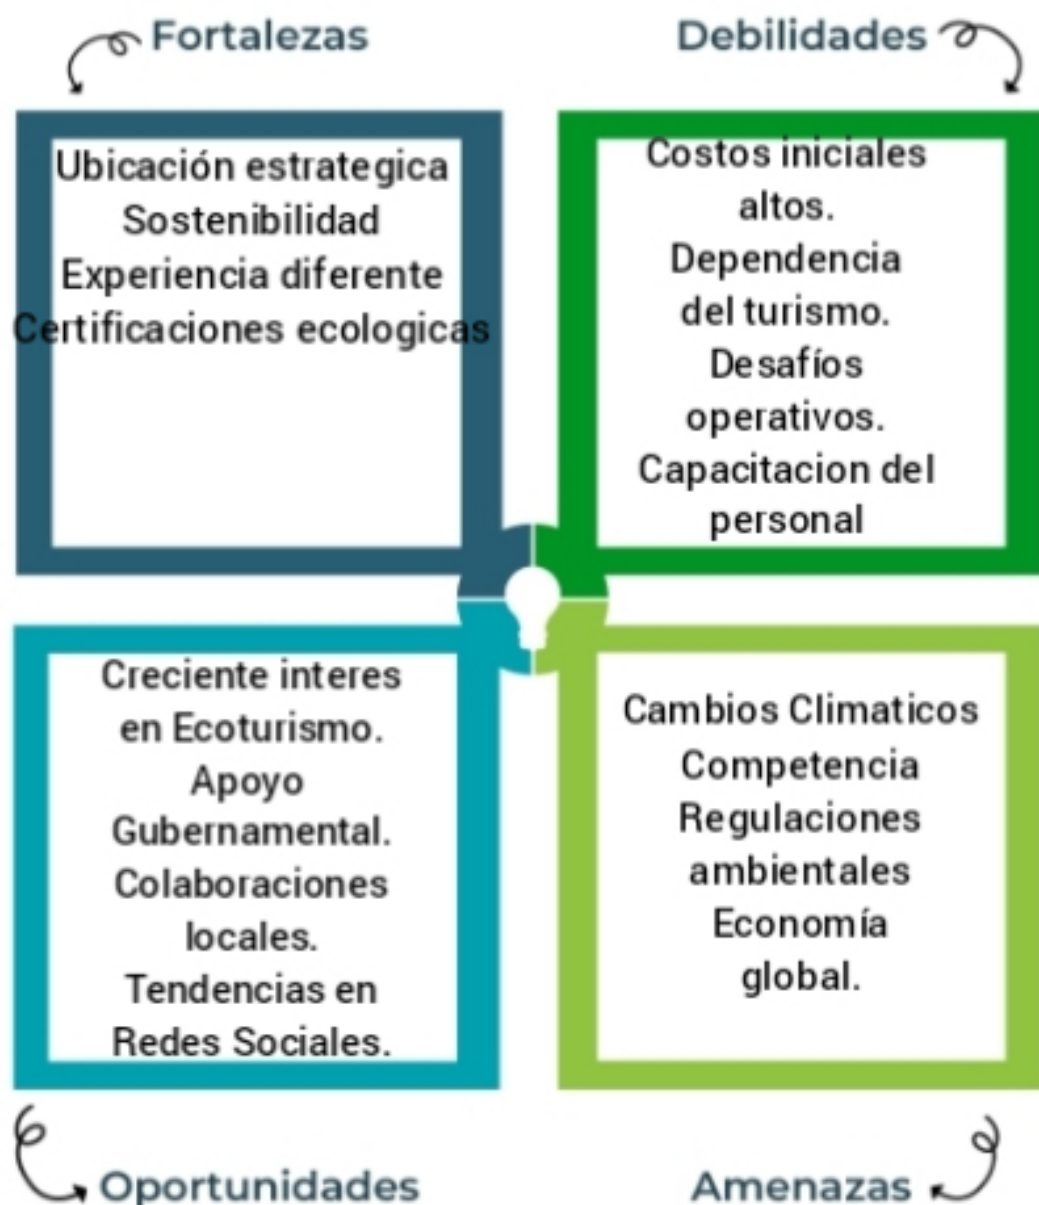 Fortalezas
Ubicación estrategica
Sostenibilidad
Experiencia diferente
Certificaciones ecologicas
Debilidades
Costos iniciales
altos.
Dependencia
del turismo.
Desafíos
operativos.
Capacitacion del
personal
Creciente interes
en Ecoturismo.
Apoyo
Gubernamental.
Colaboraciones
locales.
Tendencias en
Redes Sociales.
Oportunidades
Cambios Climaticos
Competencia
Regulaciones
ambientales
Economía
global.
Amenazas